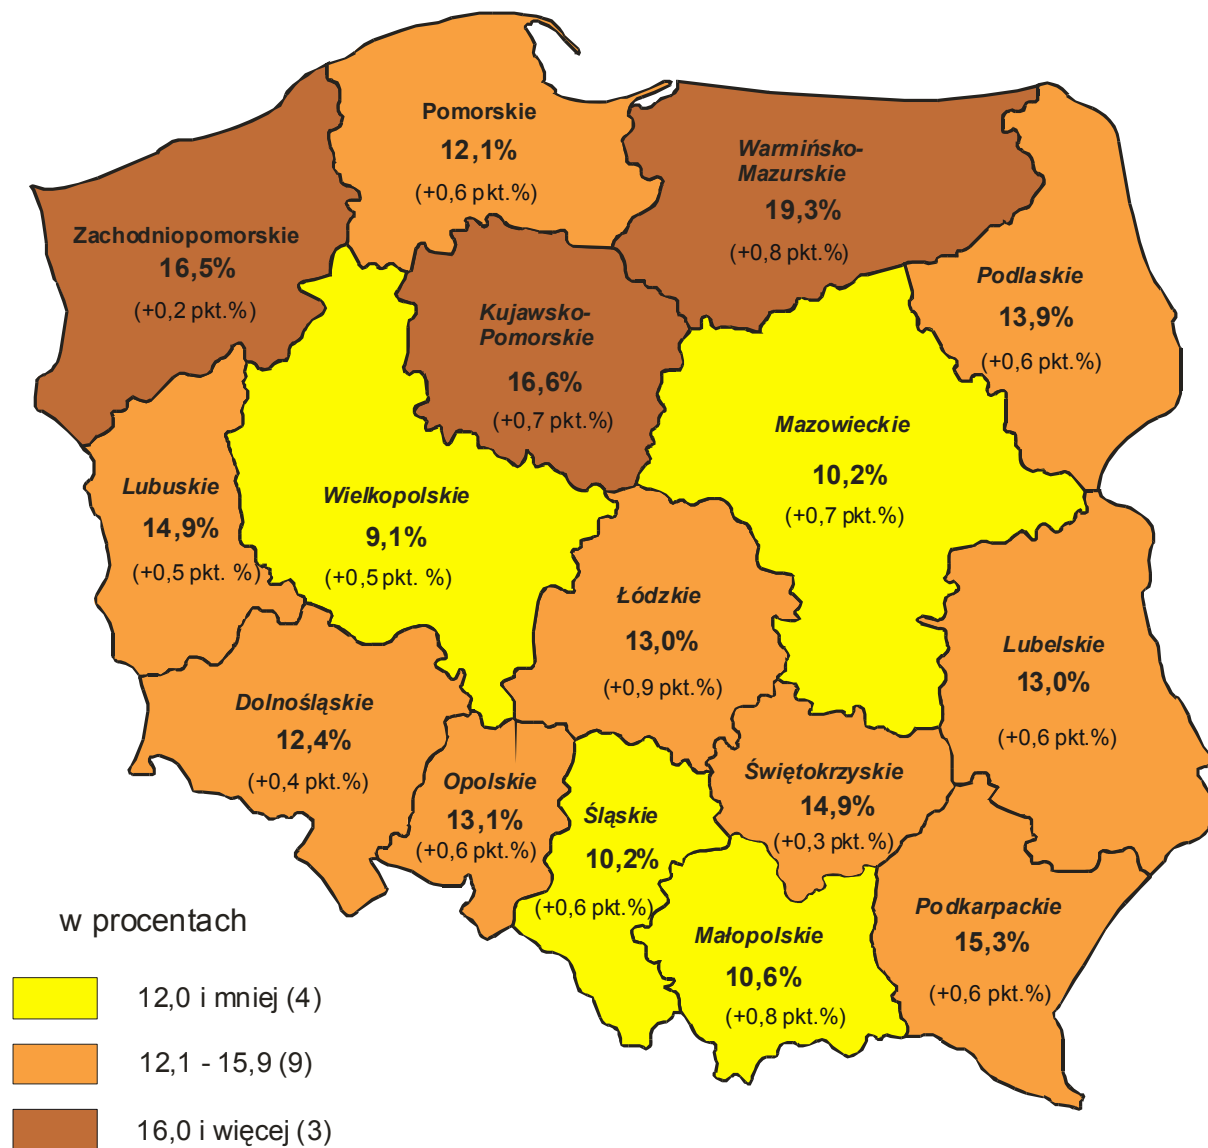 Pomorskie
12,1%
(+0,6 pkt.%)
Warmińsko-
Mazurskie
19,3%
(+0,8 pkt.%)
Zachodniopomorskie
16,5%
(+0,2 pkt.%)
Podlaskie
13,9%
(+0,6 pkt.%)
Kujawsko-
Pomorskie
16,6%
(+0,7 pkt.%)
Mazowieckie
10,2%
(+0,7 pkt.%)
Lubuskie
14,9%
(+0,5 pkt. %)
Wielkopolskie
9,1%
(+0,5 pkt. %)
Łódzkie
13,0%
(+0,9 pkt.%)
Lubelskie
13,0%
(+0,6 pkt.%)
Dolnośląskie
12,4%
(+0,4 pkt.%)
Opolskie
13,1%
(+0,6 pkt.%)
Śląskie
10,2%
(+0,6 pkt.%)
Świętokrzyskie
14,9%
(+0,3 pkt.%)
Małopolskie
10,6%
(+0,8 pkt.%)
Podkarpackie
15,3%
(+0,6 pkt.%)
w procentach
12,0 i mniej (4)
12,1 - 15,9 (9)
16,0 i więcej (3)